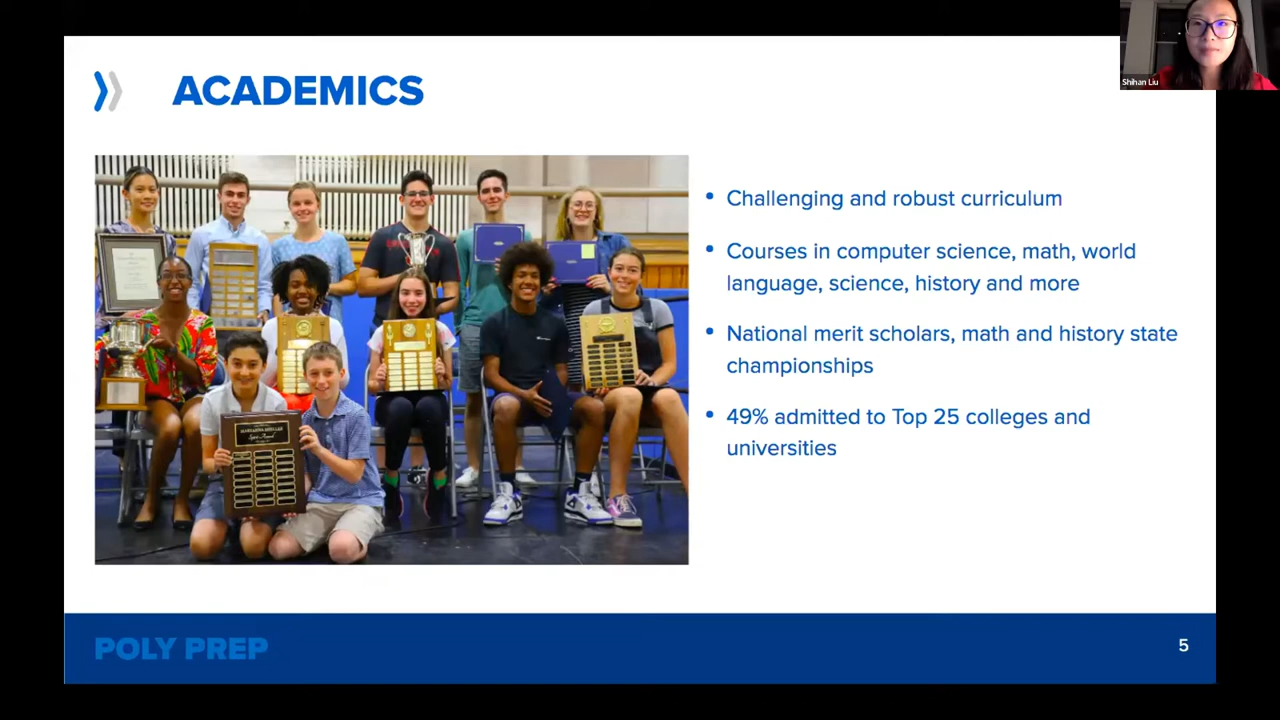 Shihan Liu
ACADEMICS
• Challenging and robust curriculum
• Courses in computer science, math, world
language, science, history and more
• National merit scholars, math and history state
championships
• 49% admitted to Top 25 colleges and
universities
POLY PREP
5